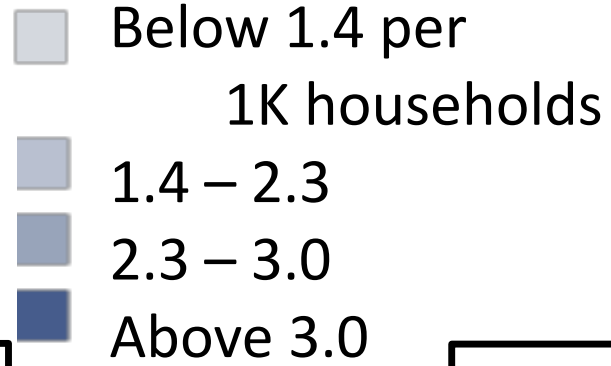 Below 1.4 per
1K households
1.4 – 2.3
2.3 – 3.0
Above 3.0